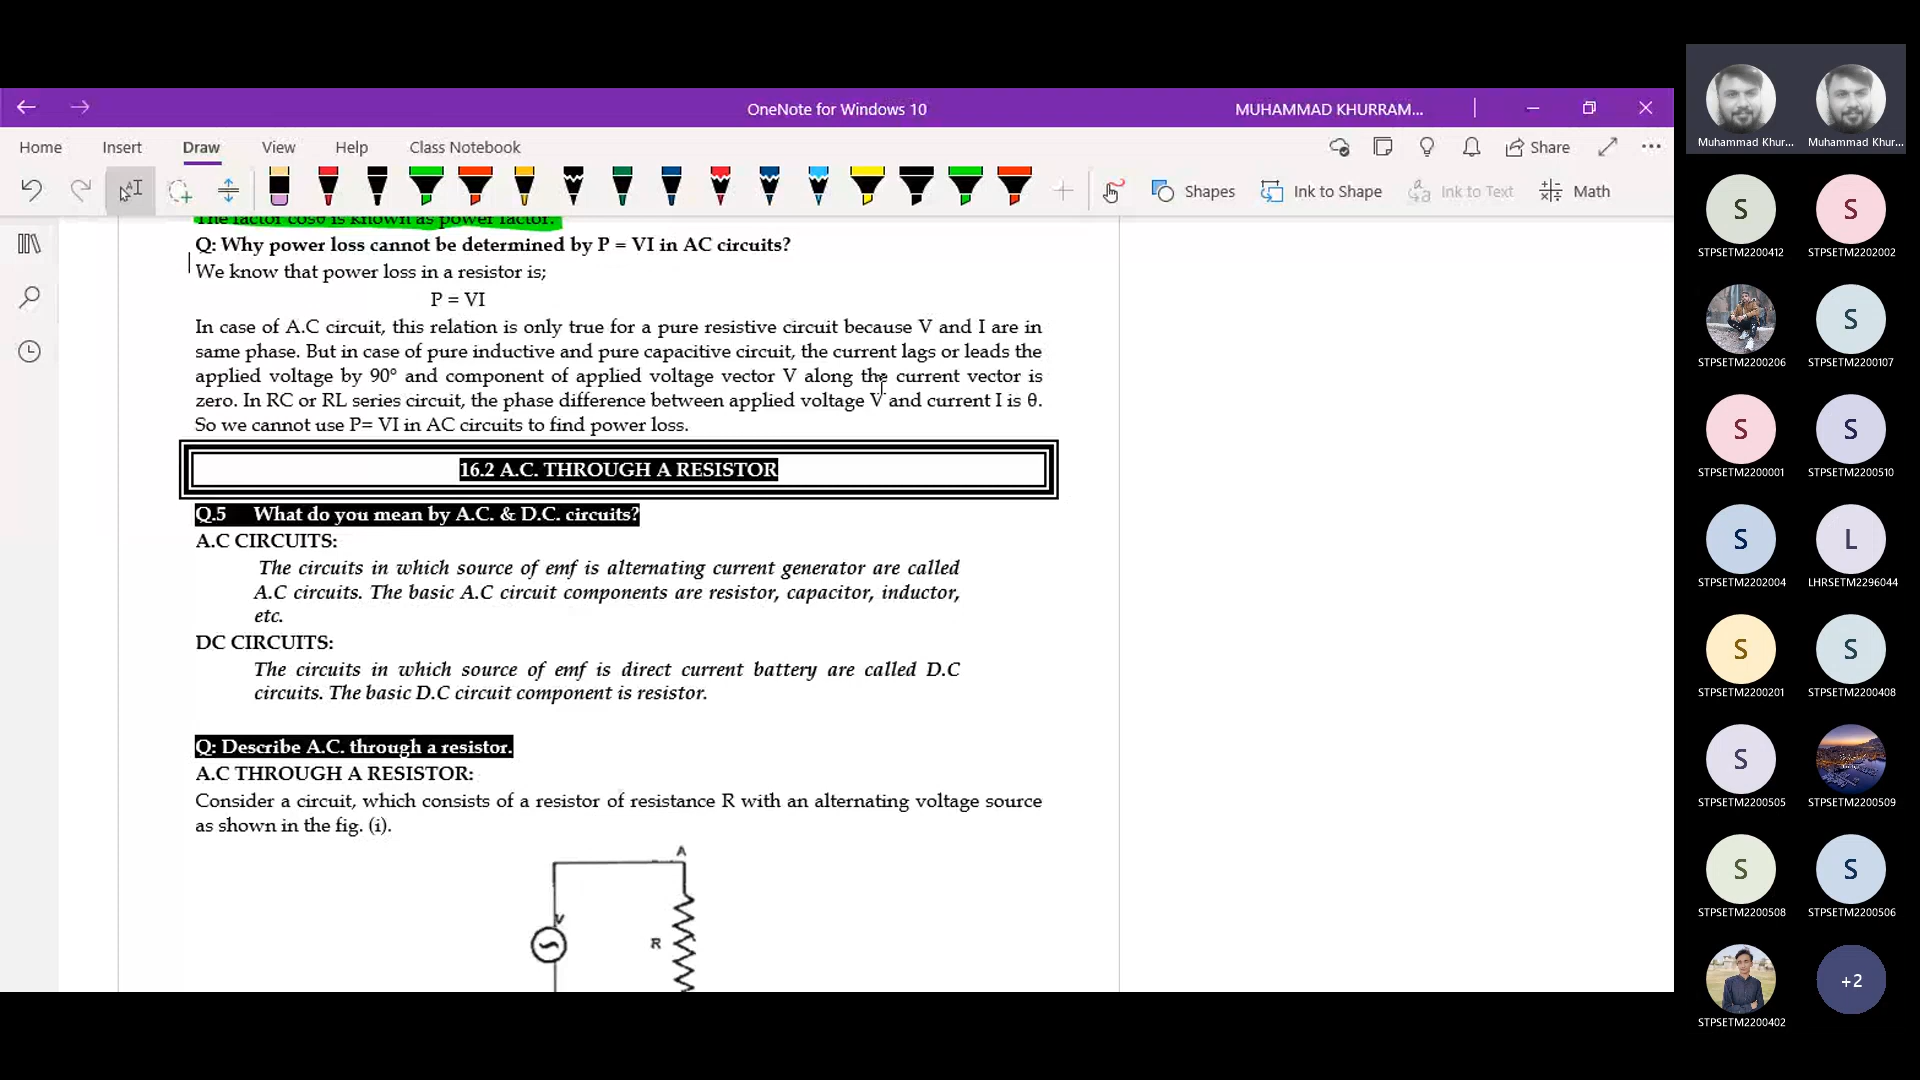 OneNote for Windows 10
MUHAMMAD KHURRAM...
Home Insert Draw View Help Class Notebook Share
Shapes Ink to Shape Ink to Text Math
The factor cosθ is known as power factor.
Q: Why power loss cannot be determined by P = VI in AC circuits?
We know that power loss in a resistor is;
P = VI
In case of A.C circuit, this relation is only true for a pure resistive circuit because V and I are in
same phase. But in case of pure inductive and pure capacitive circuit, the current lags or leads the
applied voltage by 90° and component of applied voltage vector V along the current vector is
zero. In RC or RL series circuit, the phase difference between applied voltage V and current I is θ.
So we cannot use P= VI in AC circuits to find power loss.
16.2 A.C. THROUGH A RESISTOR
Q.5 What do you mean by A.C. & D.C. circuits?
A.C CIRCUITS:
The circuits in which source of emf is alternating current generator are called
A.C circuits. The basic A.C circuit components are resistor, capacitor, inductor,
etc.
DC CIRCUITS:
The circuits in which source of emf is direct current battery are called D.C
circuits. The basic D.C circuit component is resistor.
Q: Describe A.C. through a resistor.
A.C THROUGH A RESISTOR:
Consider a circuit, which consists of a resistor of resistance R with an alternating voltage source
as shown in the fig. (i).
A
V
R
Muhammad Khur... Muhammad Khur...
S S
STPSETM2200412 STPSETM2202002
S
STPSETM2200206 STPSETM2200107
S S
STPSETM2200001 STPSETM2200510
S L
STPSETM2202004 LHRSETM2296044
S S
STPSETM2200201 STPSETM2200408
S
STPSETM2200505 STPSETM2200509
S S
STPSETM2200508 STPSETM2200506
+2
STPSETM2200402